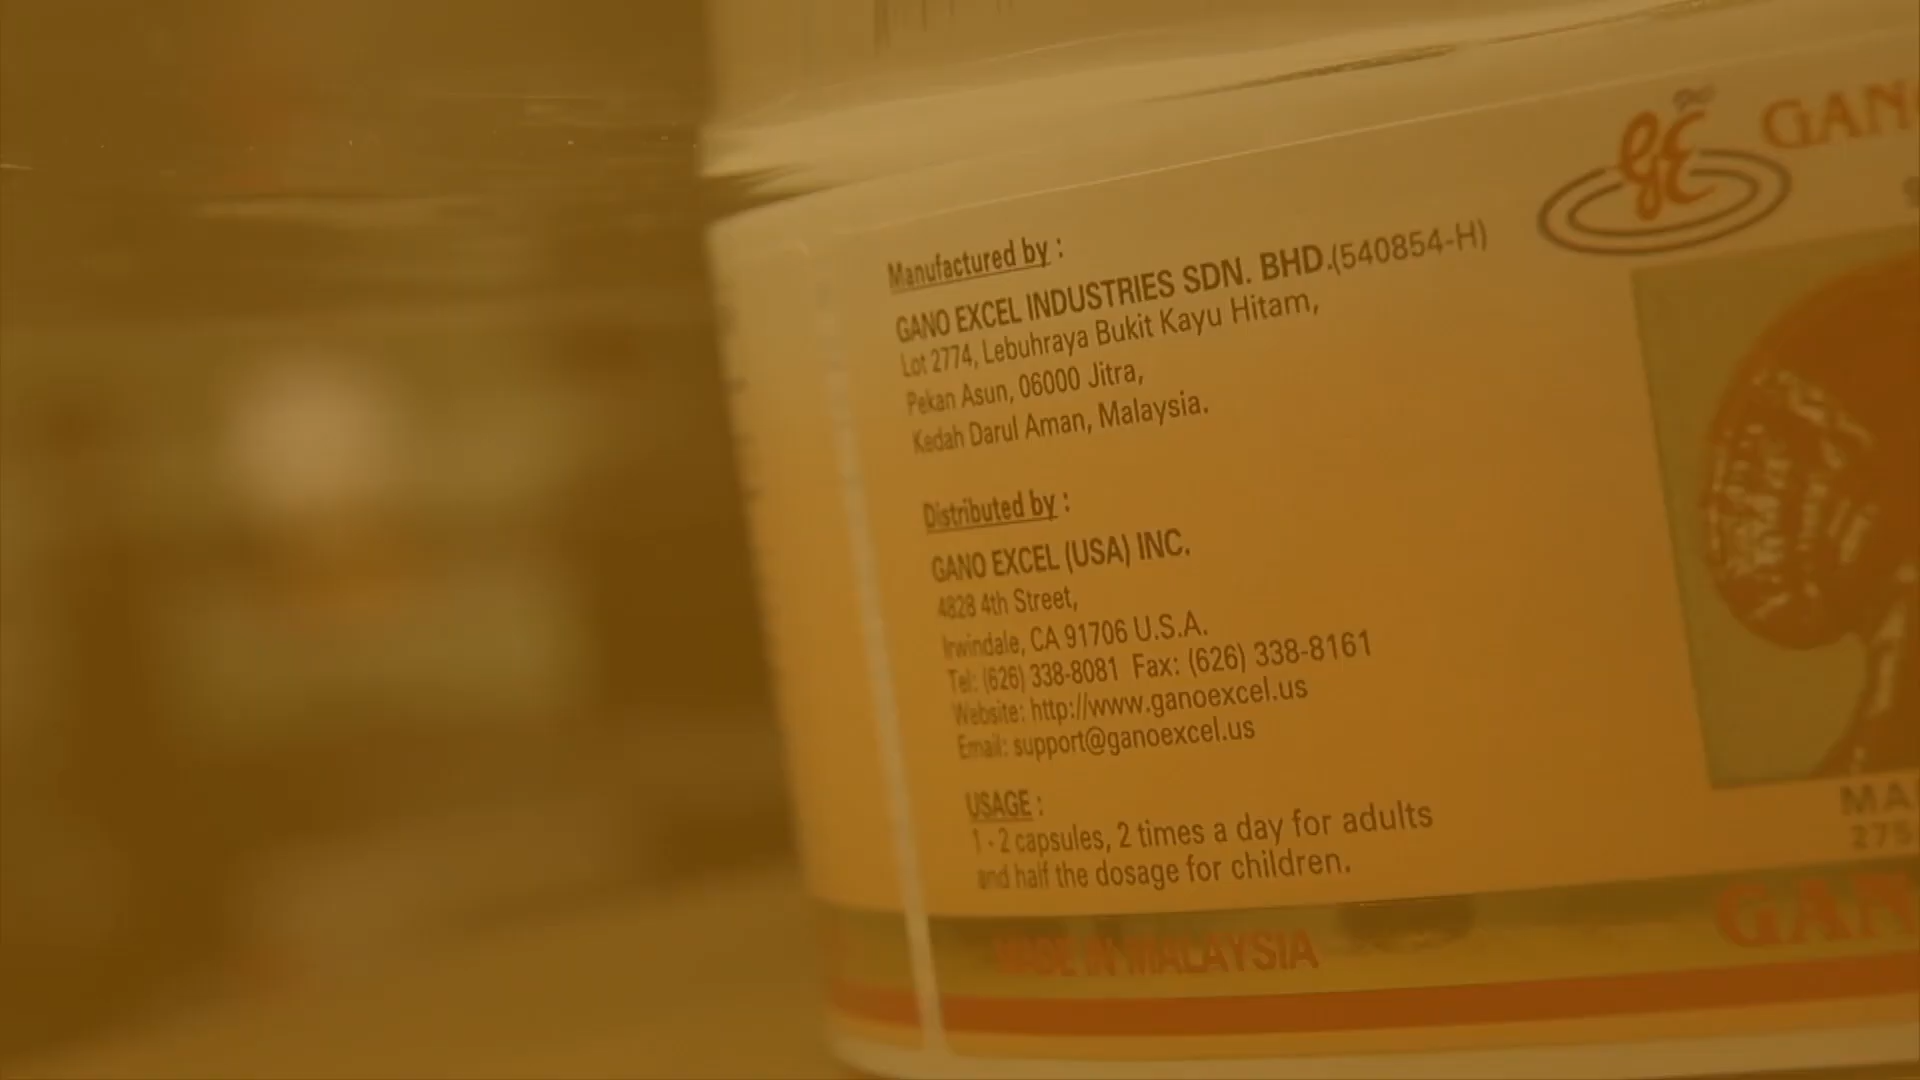 Manufactured by :
GANO EXCEL INDUSTRIES SDN. BHD.(540854-H)
Lot 2774, Lebuhraya Bukit Kayu Hitam,
Pekan Asun, 06000 Jitra,
Kedah Darul Aman, Malaysia.
Distributed by :
GANO EXCEL (USA) INC.
4828 4th Street,
Irwindale, CA 91706 U.S.A.
Tel: (626) 338-8081 Fax: (626) 338-8161
Website: http://www.ganoexcel.us
Email: support@ganoexcel.us
USAGE :
1 - 2 capsules, 2 times a day for adults
and half the dosage for children.
MADE IN MALAYSIA
gE